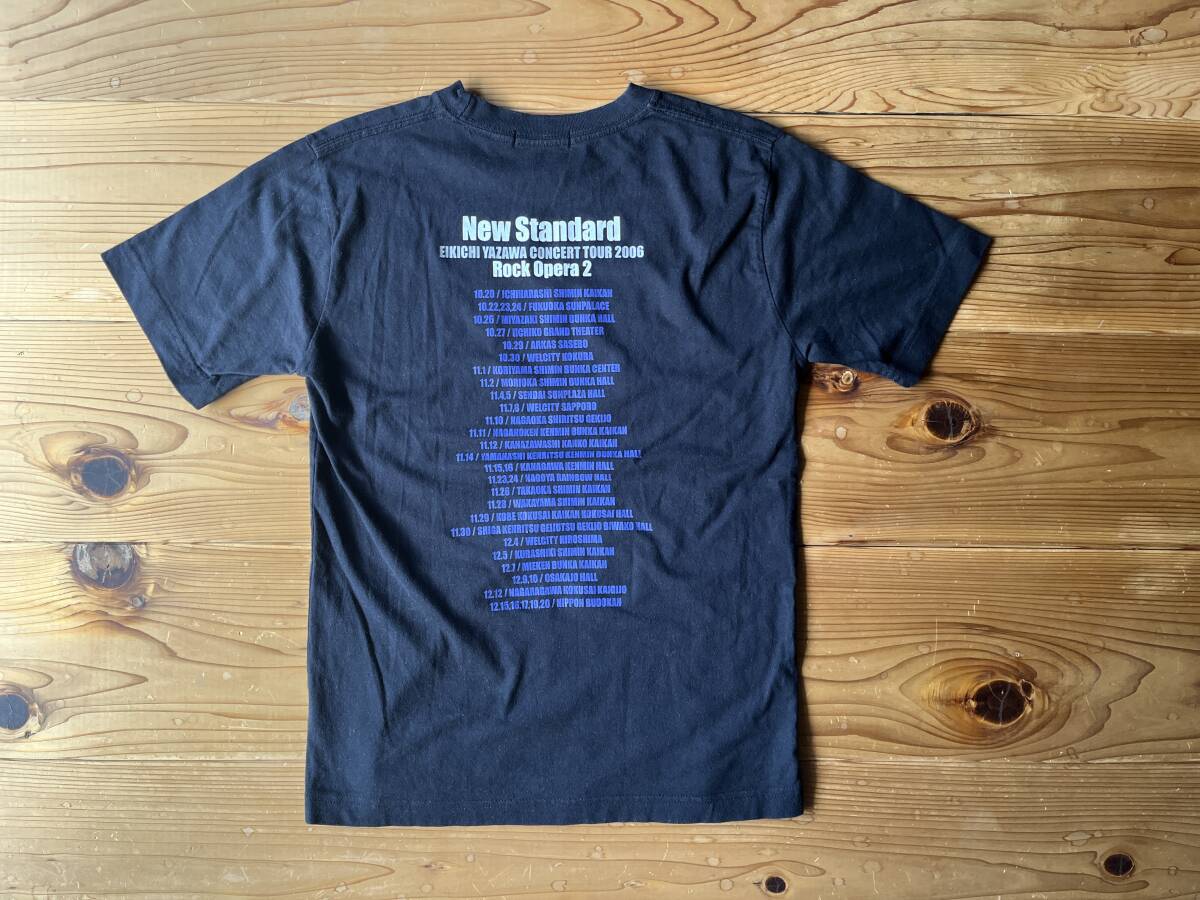 New Standard
EIKICHI YAZAWA CONCERT TOUR 2006
Rock Opera 2
10.20 / ICHIHARASHI SHIMIN KAIKAN
10.22,23,24 / FUKUOKA SUNPALACE
10.26 / MIYAZAKI SHIMIN BUNKA HALL
10.27 / UCHIKO GRAND THEATER
10.29 / ARKAS SASEBO
10.30 / WELCITY KOKURA
11.1 / KORIYAMA SHIMIN BUNKA CENTER
11.2 / MORIOKA SHIMIN BUNKA HALL
11.4,5 / SENDAI SUNPLAZA HALL
11.7,8 / WELCITY SAPPORO
11.10 / NAGAOKA SHIRITSU GEKIJO
11.11 / NAGANOKEN KENMIN BUNKA KAIKAN
11.12 / KANAZAWASHI KANKO KAIKAN
11.14 / YAMANASHI KENRITSU KENMIN BUNKA HALL
11.15,16 / KANAGAWA KENMIN HALL
11.23,24 / NAGOYA RAINBOW HALL
11.26 / TAKAOKA SHIMIN KAIKAN
11.28 / WAKAYAMA SHIMIN KAIKAN
11.29 / KOBE KOKUSAI KAIKAN KOKUSAI HALL
11.30 / SHIGA KENRITSU GEIJUTSU GEKIJO BIWAKO HALL
12.4 / WELCITY HIROSHIMA
12.5 / KURASHIKI SHIMIN KAIKAN
12.7 / MIEKEN BUNKA KAIKAN
12.9,10 / OSAKAJO HALL
12.12 / NAGARAGAWA KOKUSAI KAIGIJO
12.15,16,17,19,20 / NIPPON BUDOKAN